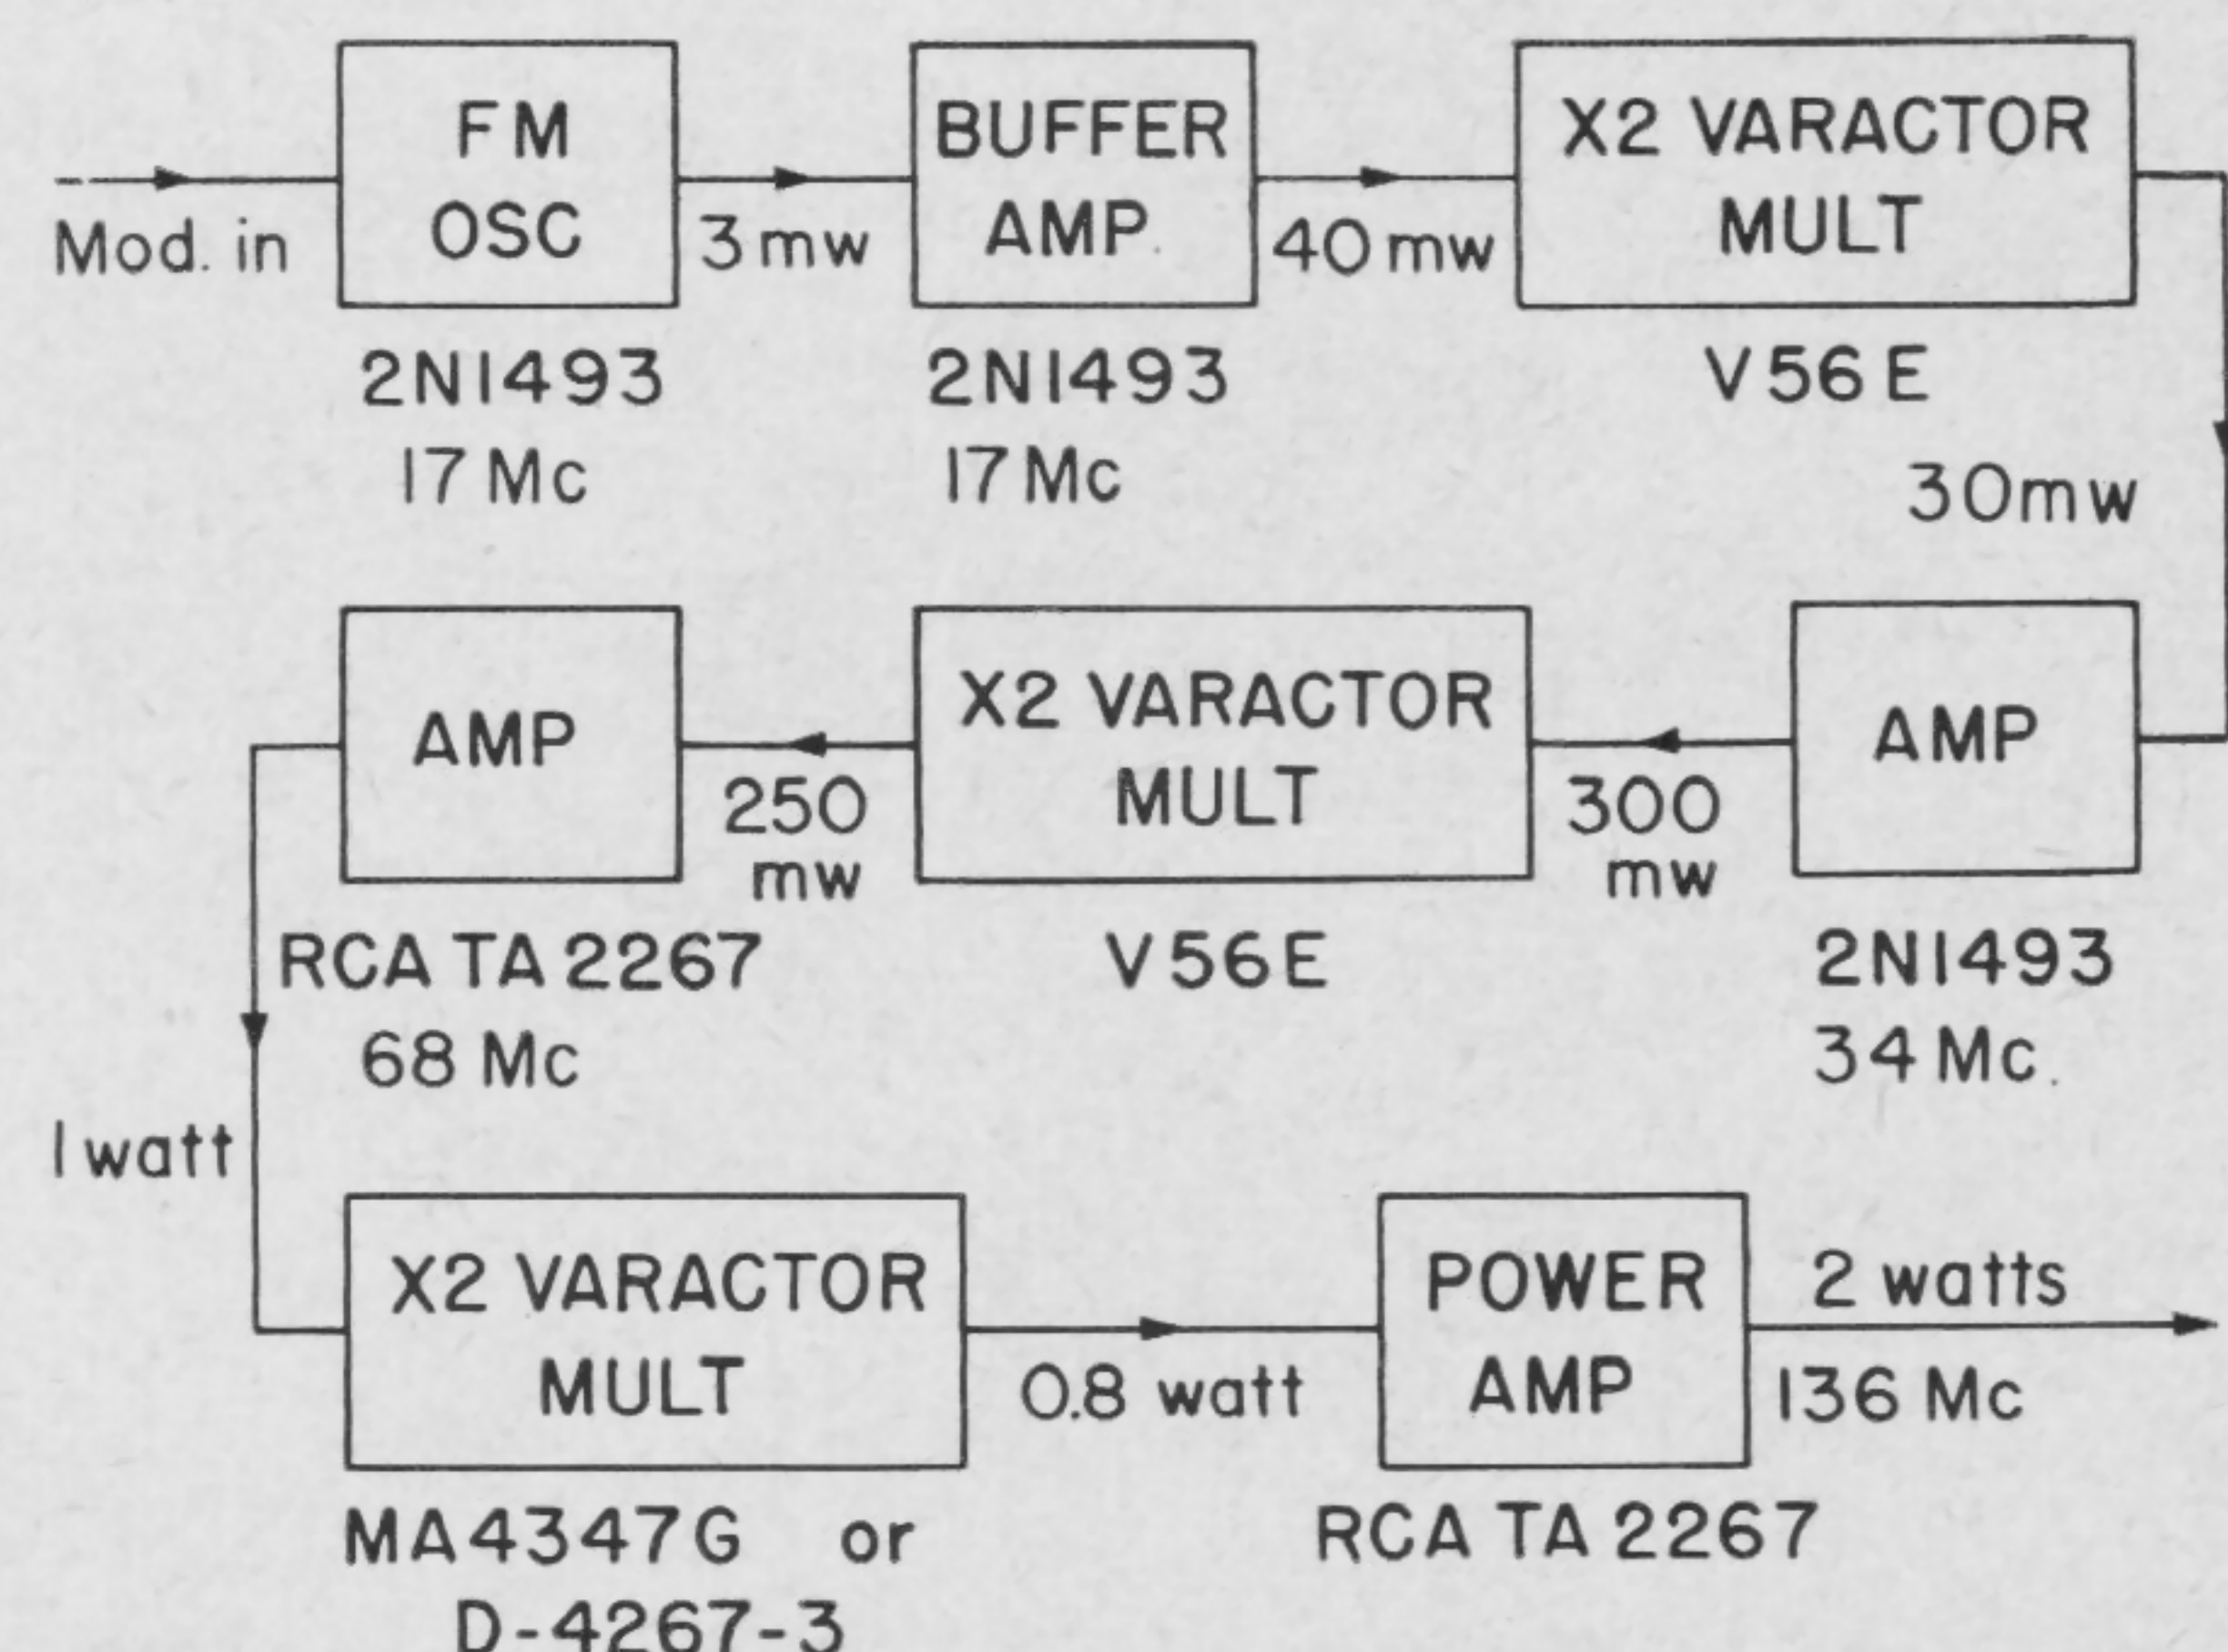 FM
OSC
BUFFER
AMP.
X2 VARACTOR
MULT
Mod. in
3 mw
40 mw
2N1493
2N1493
V56E
17 Mc
17 Mc
30mw
AMP
X2 VARACTOR
MULT
AMP
250
mw
300
mw
RCA TA 2267
V56E
2N1493
68 Mc
34 Mc.
1 watt
X2 VARACTOR
MULT
POWER
AMP
2 watts
0.8 watt
136 Mc
MA4347G or
D-4267-3
RCA TA 2267